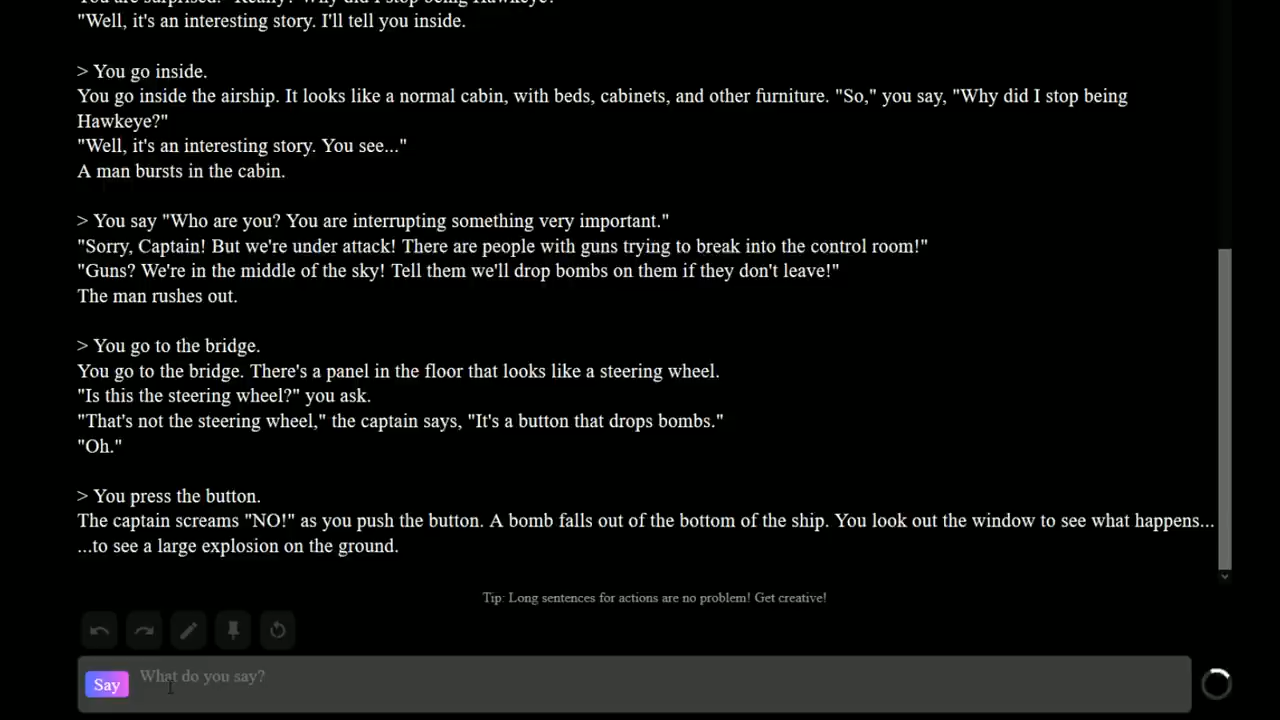 "Well, it's an interesting story. I'll tell you inside.
> You go inside.
You go inside the airship. It looks like a normal cabin, with beds, cabinets, and other furniture. "So," you say, "Why did I stop being
Hawkeye?"
"Well, it's an interesting story. You see..."
A man bursts in the cabin.
> You say "Who are you? You are interrupting something very important."
"Sorry, Captain! But we're under attack! There are people with guns trying to break into the control room!"
"Guns? We're in the middle of the sky! Tell them we'll drop bombs on them if they don't leave!"
The man rushes out.
> You go to the bridge.
You go to the bridge. There's a panel in the floor that looks like a steering wheel.
"Is this the steering wheel?" you ask.
"That's not the steering wheel," the captain says, "It's a button that drops bombs."
"Oh."
> You press the button.
The captain screams "NO!" as you push the button. A bomb falls out of the bottom of the ship. You look out the window to see what happens...
...to see a large explosion on the ground.
Tip: Long sentences for actions are no problem! Get creative!
Say What do you say?